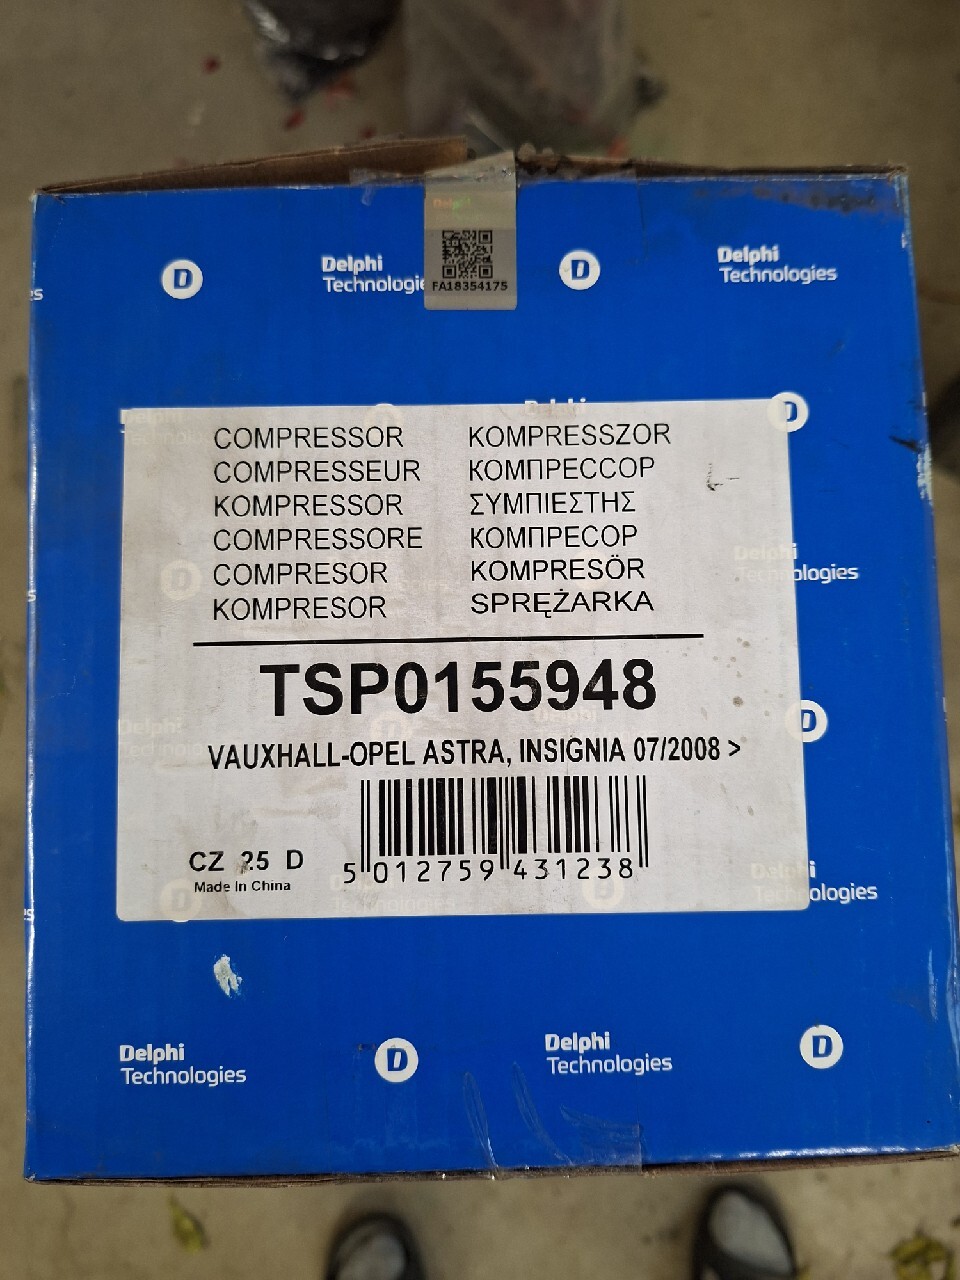 Delphi
FA18354175
D
Delphi
Technologie
D
Delphi
Technologies
COMPRESSOR
COMPRESSEUR
KOMPRESSOR
COMPRESSORE
COMPRESOR
KOMPRESOR
KOMPRESSZOR
КОМПРЕССОР
ΣΥΜΠΙΕΣΤΗΣ
КОМПРЕСОР
KOMPRESÖR
SPRĘŻARKA
D
Delphi
Technologies
TSP0155948
D
VAUXHALL-OPEL ASTRA, INSIGNIA 07/2008 >
CZ 25 D
Made In China
5 012759 431238
Delphi
Technologies
Delphi
Technologies
D
Delphi
Technologies
D